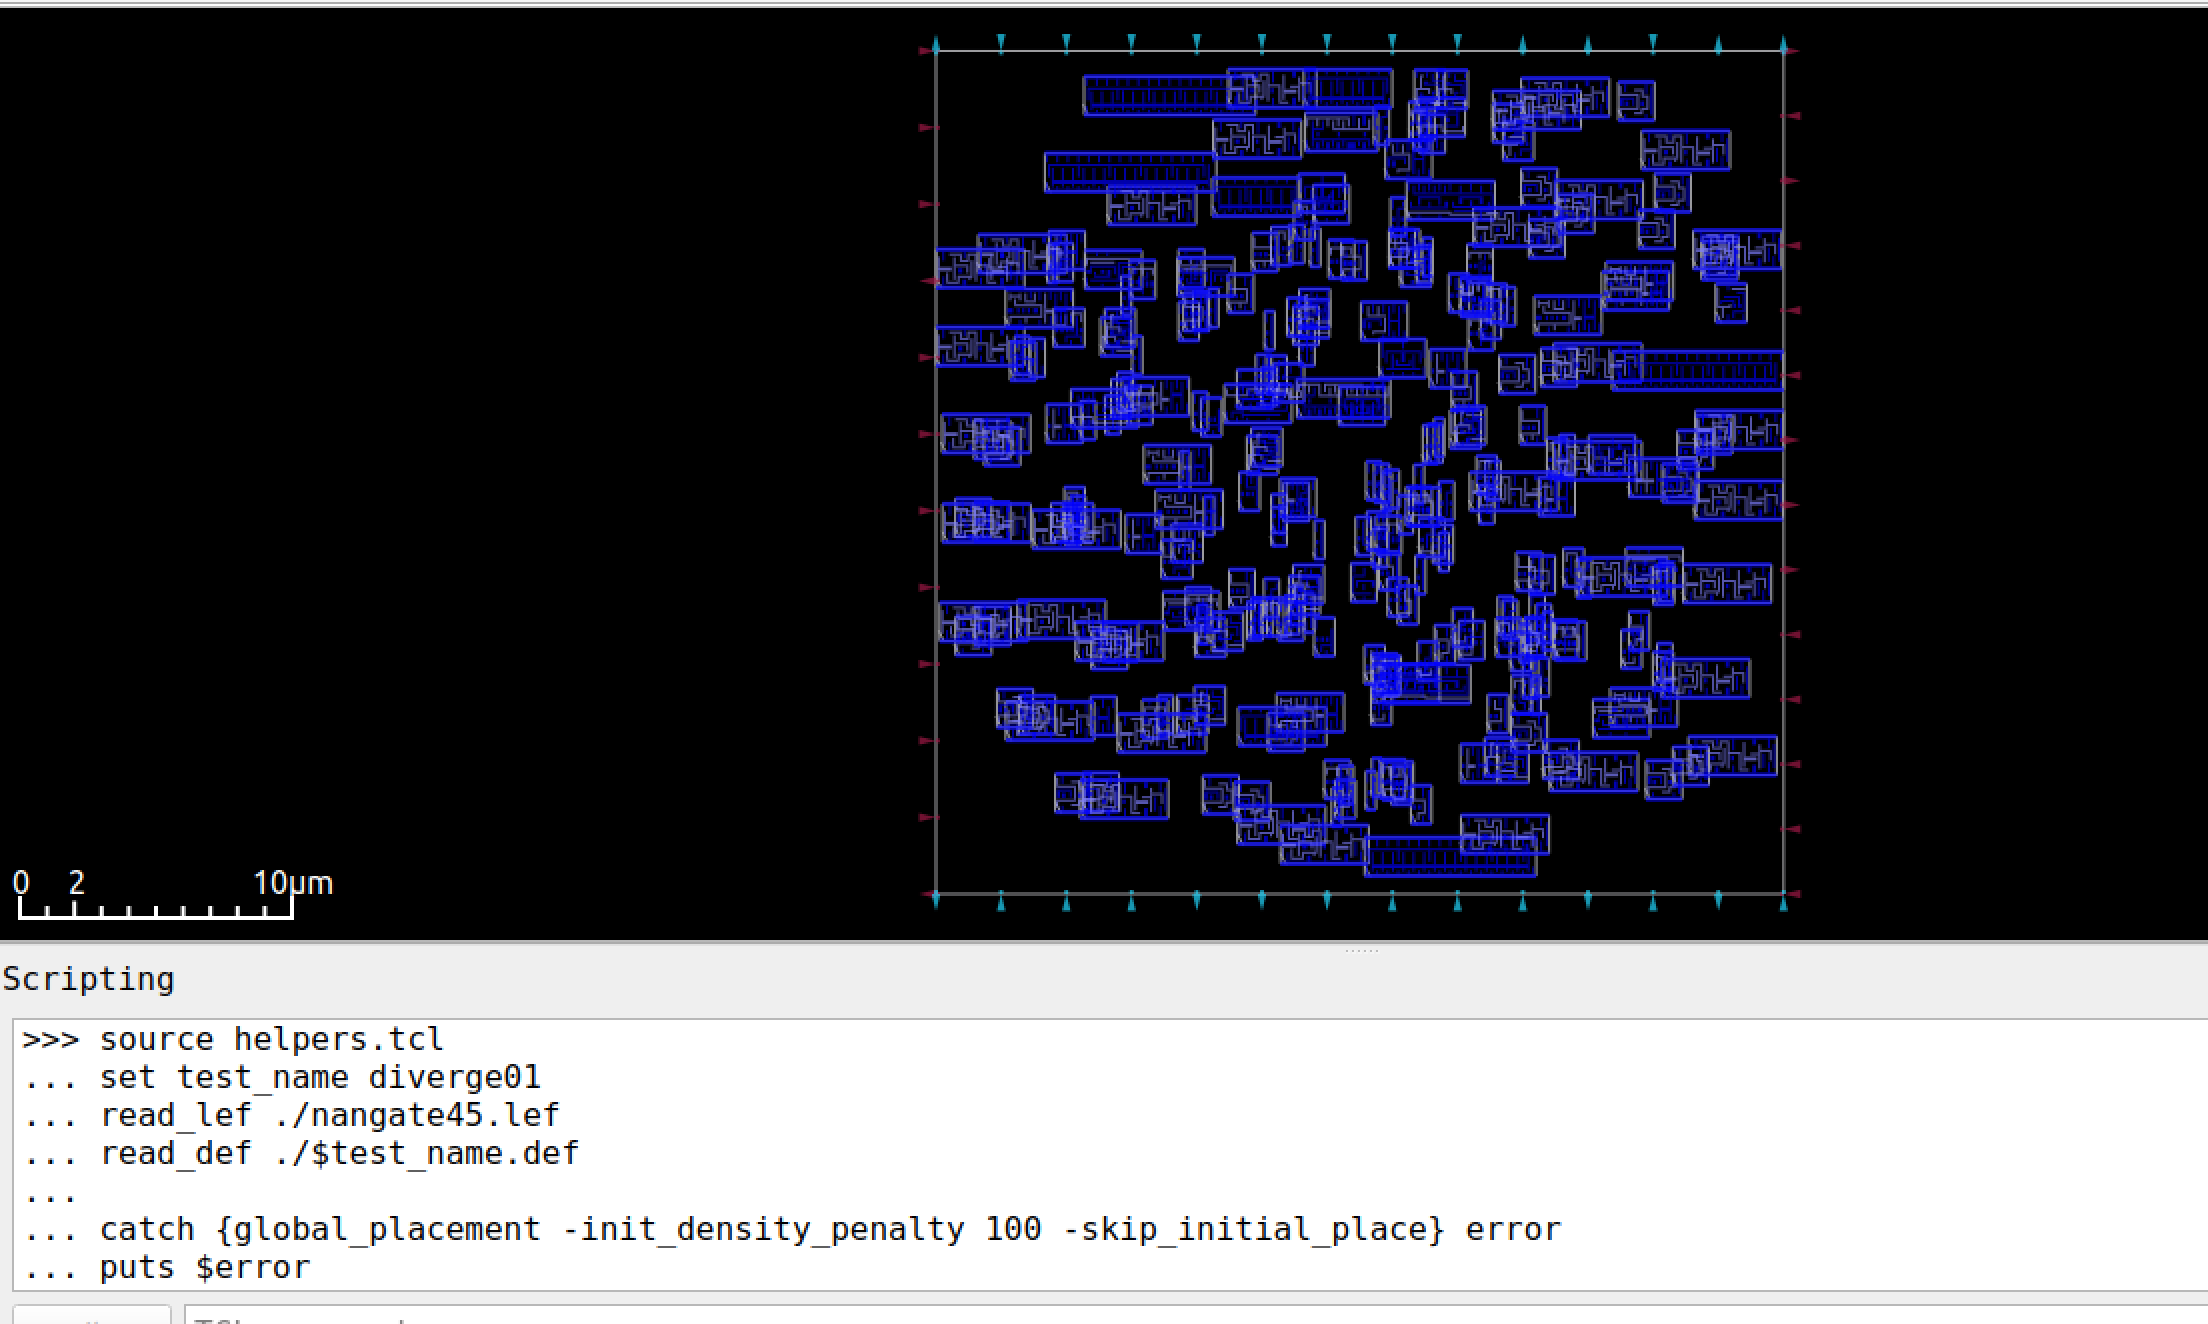 0 2 10µm
Scripting
>>> source helpers.tcl
... set test_name diverge01
... read_lef ./nangate45.lef
... read_def ./$test_name.def
...
... catch {global_placement -init_density_penalty 100 -skip_initial_place} error
... puts $error